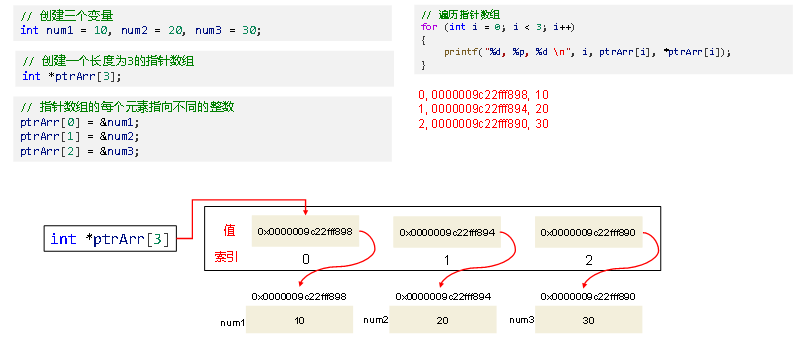 // 创建三个变量
int num1 = 10, num2 = 20, num3 = 30;
// 创建一个长度为3的指针数组
int *ptrArr[3];
// 指针数组的每个元素指向不同的整数
ptrArr[0] = &num1;
ptrArr[1] = &num2;
ptrArr[2] = &num3;
// 遍历指针数组
for (int i = 0; i < 3; i++)
{
printf("%d, %p, %d \n", i, ptrArr[i], *ptrArr[i]);
}
0, 0000009c22fff898, 10
1, 0000009c22fff894, 20
2, 0000009c22fff890, 30
int *ptrArr[3]
值 0x0000009c22fff898 0x0000009c22fff894 0x0000009c22fff890
索引 0 1 2
0x0000009c22fff898 0x0000009c22fff894 0x0000009c22fff890
num1 10 num2 20 num3 30